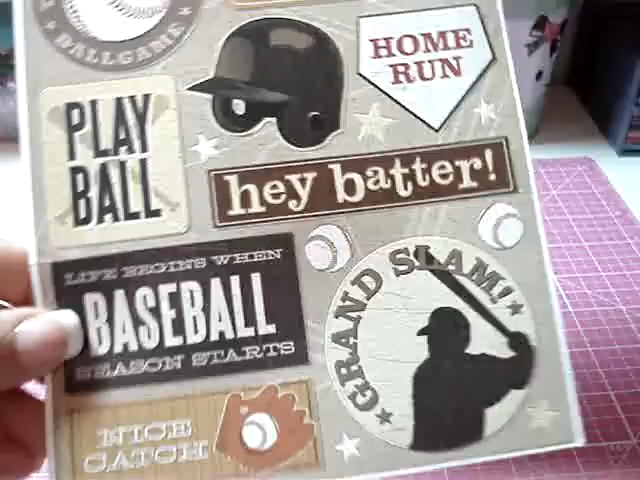 BALLGAME
HOME
RUN
PLAY
BALL
hey batter!
LIFE BEGINS WHEN
BASEBALL
SEASON STARTS
GRAND SLAM!
NICE
CATCH